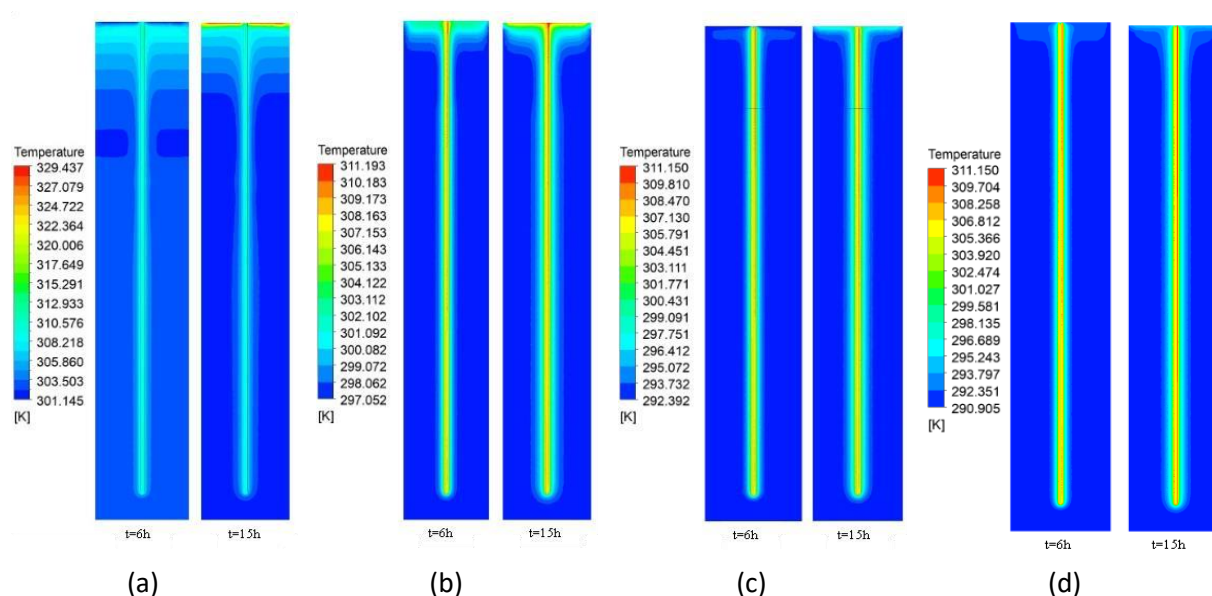 Temperature
329.437
327.079
324.722
322.364
320.006
317.649
315.291
312.933
310.576
308.218
305.860
303.503
301.145
[K]
t=6h
t=15h
(a)
Temperature
311.193
310.183
309.173
308.163
307.153
306.143
305.133
304.122
303.112
302.102
301.092
300.082
299.072
298.062
297.052
[K]
t=6h
t=15h
(b)
Temperature
311.150
309.810
308.470
307.130
305.791
304.451
303.111
301.771
300.431
299.091
297.751
296.412
295.072
293.732
292.392
[K]
t=6h
t=15h
(c)
Temperature
311.150
309.704
308.258
306.812
305.366
303.920
302.474
301.027
299.581
298.135
296.689
295.243
293.797
292.351
290.905
[K]
t=6h
t=15h
(d)